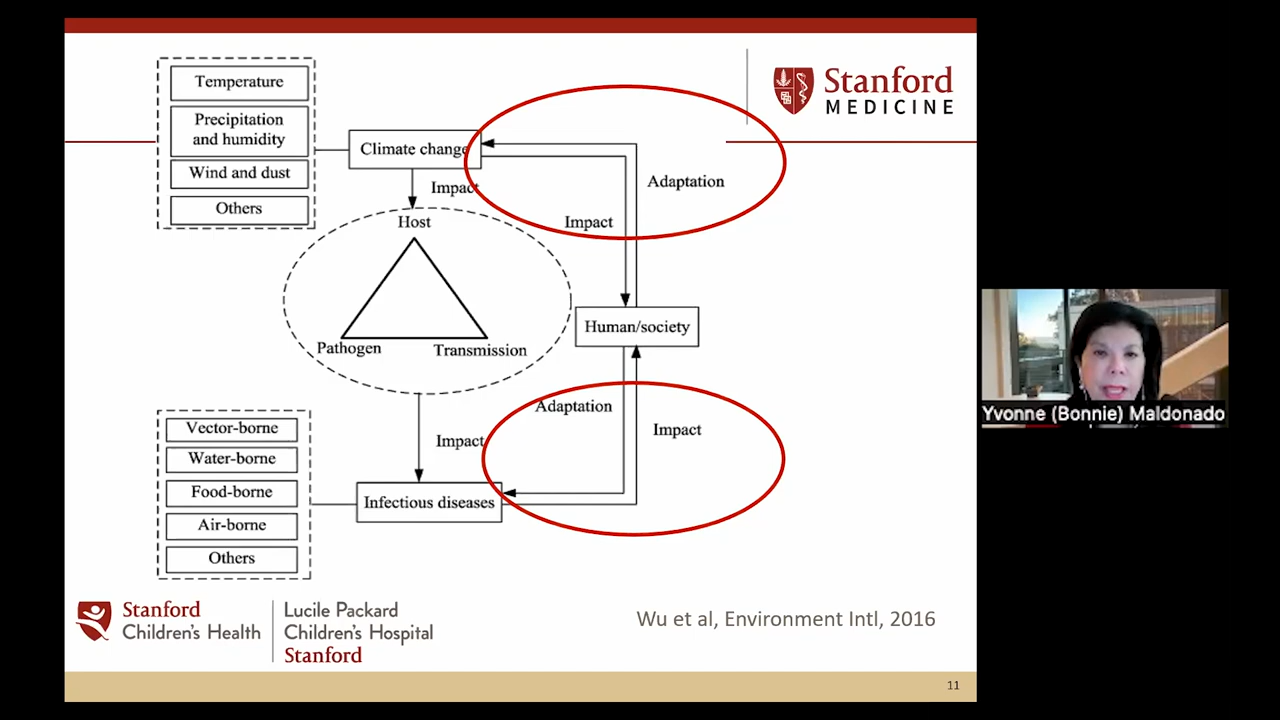 Temperature
Precipitation
and humidity
Wind and dust
Others
Climate change
Impact
Stanford
MEDICINE
Adaptation
Impact
Host
Pathogen
Transmission
Human/society
Impact
Adaptation
Impact
Vector-borne
Water-borne
Food-borne
Air-borne
Others
Infectious diseases
Stanford
Children's Health
Lucile Packard
Children's Hospital
Stanford
Wu et al, Environment Intl, 2016
11
Yvonne (Bonnie) Maldonado